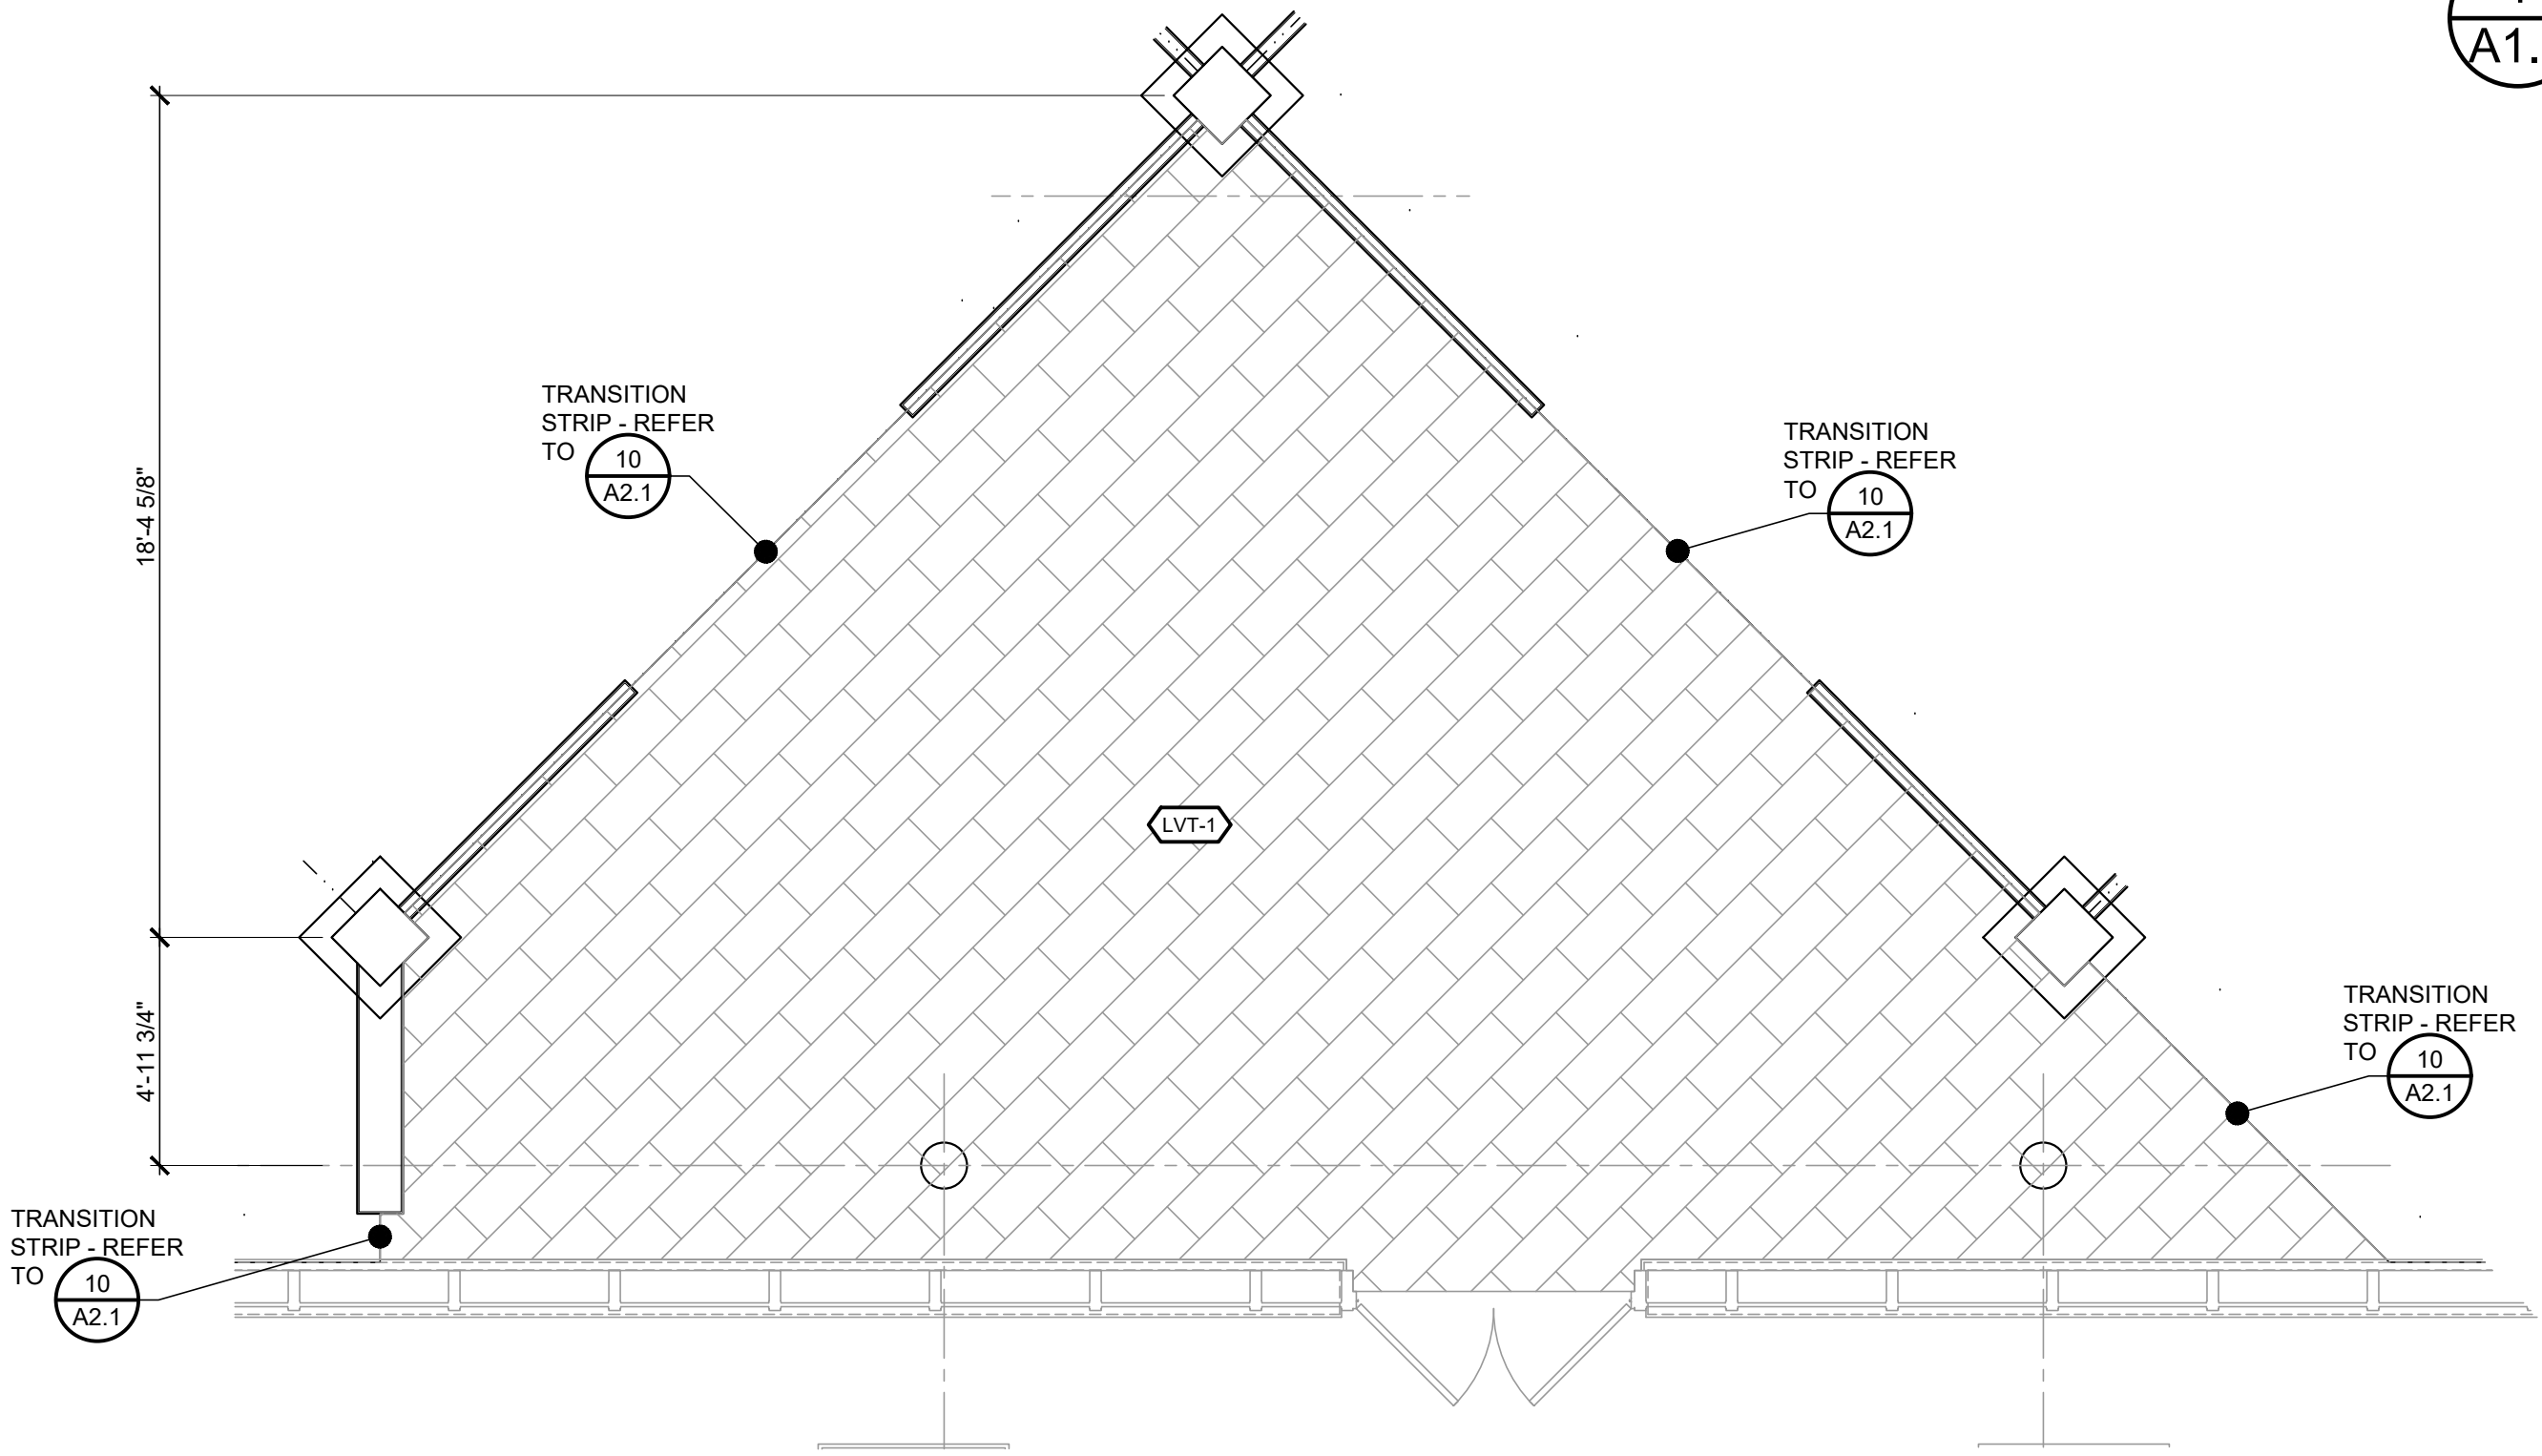 A1.
TRANSITION
STRIP - REFER
TO
10
A2.1
TRANSITION
STRIP - REFER
TO
10
A2.1
18'-4 5/8"
LVT-1
4'-11 3/4"
TRANSITION
STRIP - REFER
TO
10
A2.1
TRANSITION
STRIP - REFER
TO
10
A2.1